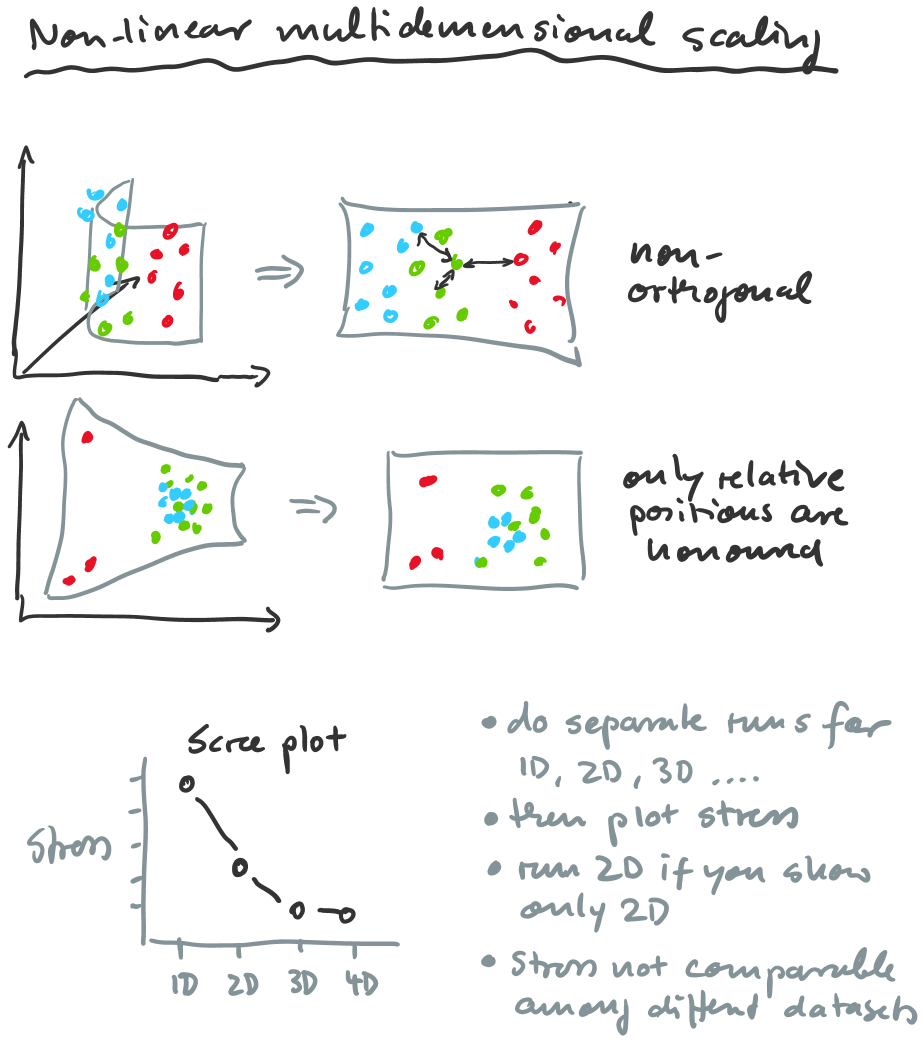 Non-linear multidemensional scaling
non-
orthogonal
only relative
positions are
honound
Scree plot
Stress
1D 2D 3D 4D
• do separate runs for
1D, 2D, 3D ....
• then plot stress
• run 2D if you show
only 2D
• stress not comparable
among differnt datasets